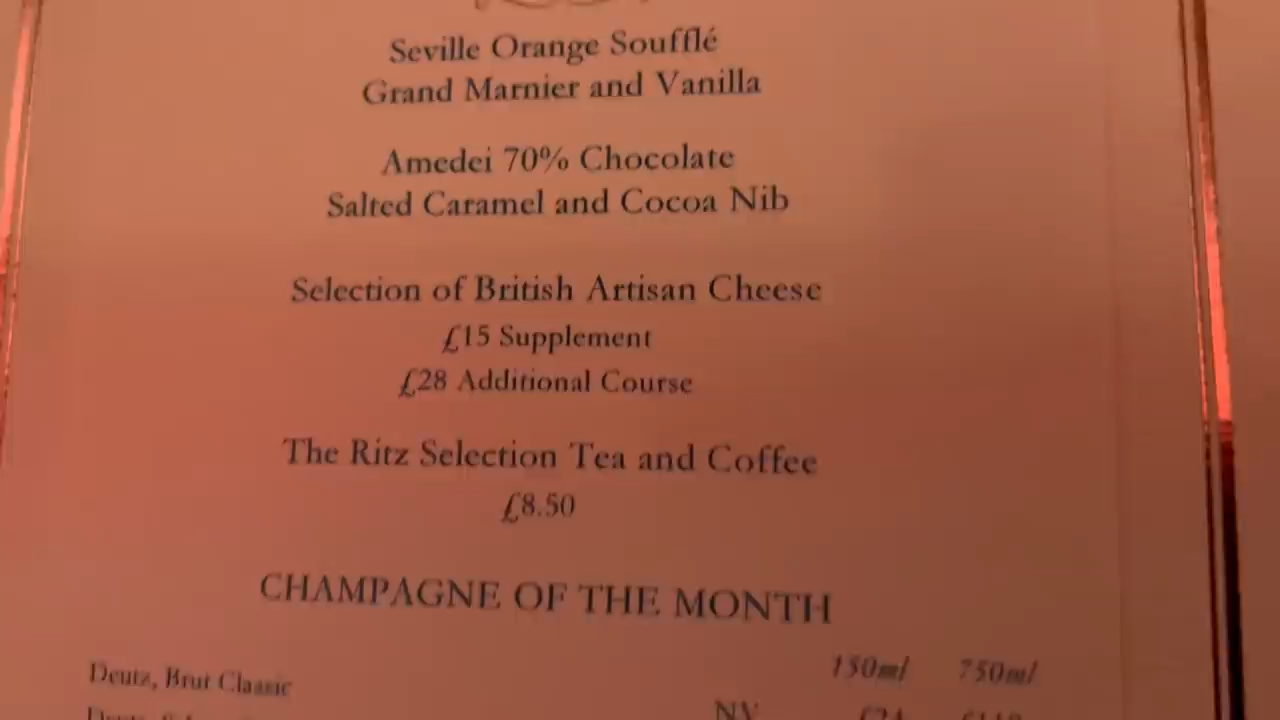 Seville Orange Soufflé
Grand Marnier and Vanilla
Amedei 70% Chocolate
Salted Caramel and Cocoa Nib
Selection of British Artisan Cheese
£15 Supplement
£28 Additional Course
The Ritz Selection Tea and Coffee
£8.50
CHAMPAGNE OF THE MONTH
150ml 750ml
Deutz, Brut Classic
NV £24
Deutz,